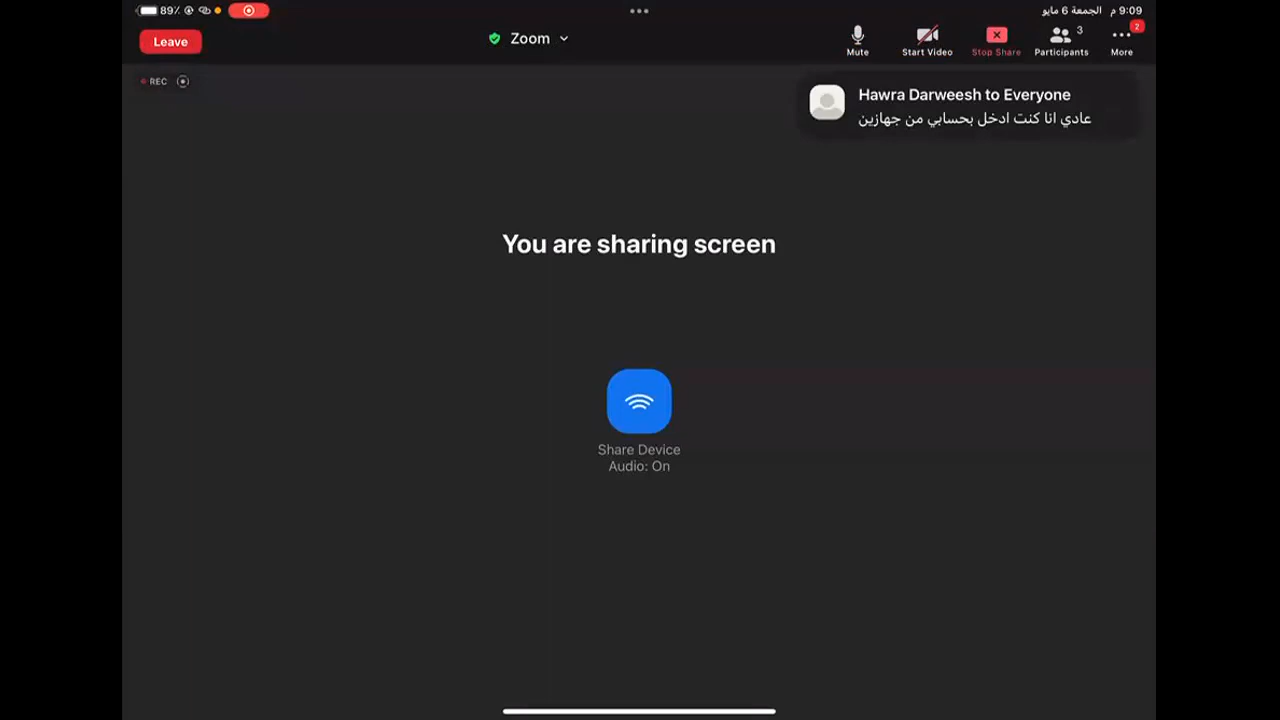 89٪
9:09 م الجمعة 6 مايو
Leave
Zoom
Mute
Start Video
Stop Share
3
Participants
2
More
REC
Hawra Darweesh to Everyone
عادي انا كنت ادخل بحسابي من جهازين
You are sharing screen
Share Device
Audio: On